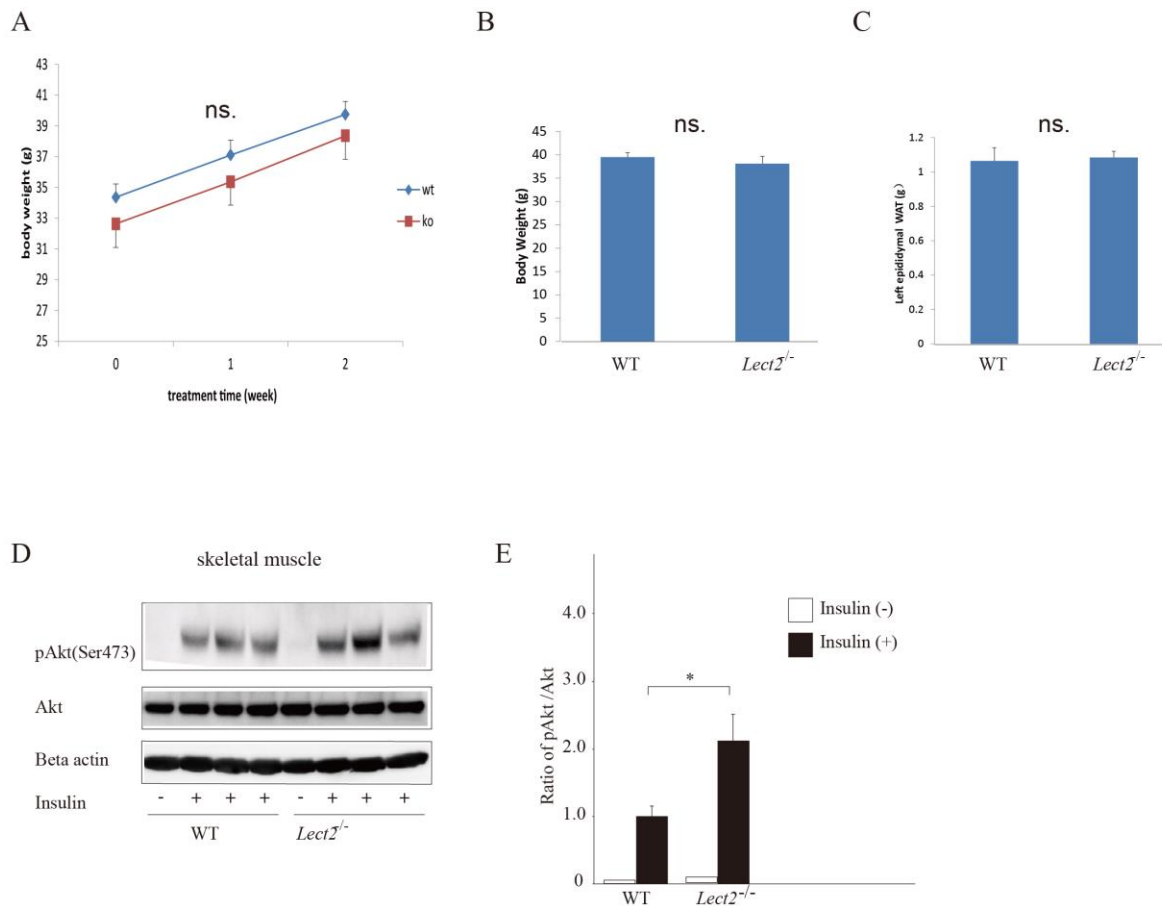 A
43
41
39
37
35
33
31
29
27
25
body weight (g)
ns.
wt
ko
0 1 2
treatment time (week)
B
ns.
45
40
35
30
25
20
15
10
5
0
Body Weight (g)
WT Lect2-/-
C
ns.
1.2
1
0.8
0.6
0.4
0.2
0
Left epididymal WAT (g)
WT Lect2-/-
D
skeletal muscle
pAkt(Ser473)
Akt
Beta actin
Insulin - + + + - + + +
WT Lect2-/-
E
4.0
3.0
2.0
1.0
0
Ratio of pAkt /Akt
*
Insulin (-)
Insulin (+)
WT Lect2-/-